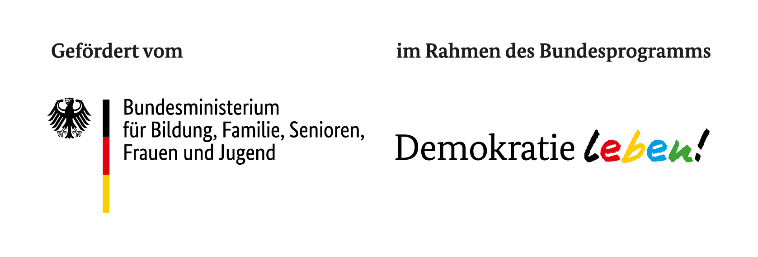 Gefördert vom
im Rahmen des Bundesprogramms
Bundesministerium
für Bildung, Familie, Senioren,
Frauen und Jugend
Demokratie leben!